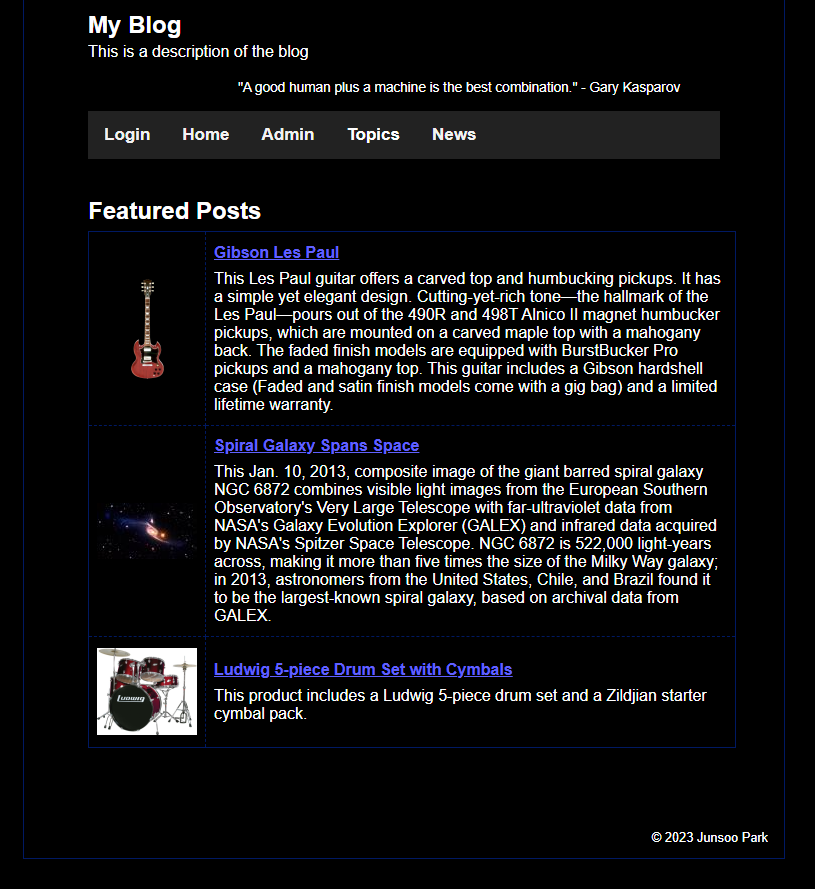 My Blog
This is a description of the blog
"A good human plus a machine is the best combination." - Gary Kasparov
Login Home Admin Topics News
Featured Posts
Gibson Les Paul
This Les Paul guitar offers a carved top and humbucking pickups. It has
a simple yet elegant design. Cutting-yet-rich tone—the hallmark of the
Les Paul—pours out of the 490R and 498T Alnico II magnet humbucker
pickups, which are mounted on a carved maple top with a mahogany
back. The faded finish models are equipped with BurstBucker Pro
pickups and a mahogany top. This guitar includes a Gibson hardshell
case (Faded and satin finish models come with a gig bag) and a limited
lifetime warranty.
Spiral Galaxy Spans Space
This Jan. 10, 2013, composite image of the giant barred spiral galaxy
NGC 6872 combines visible light images from the European Southern
Observatory's Very Large Telescope with far-ultraviolet data from
NASA's Galaxy Evolution Explorer (GALEX) and infrared data acquired
by NASA's Spitzer Space Telescope. NGC 6872 is 522,000 light-years
across, making it more than five times the size of the Milky Way galaxy;
in 2013, astronomers from the United States, Chile, and Brazil found it
to be the largest-known spiral galaxy, based on archival data from
GALEX.
Ludwig
Ludwig 5-piece Drum Set with Cymbals
This product includes a Ludwig 5-piece drum set and a Zildjian starter
cymbal pack.
© 2023 Junsoo Park